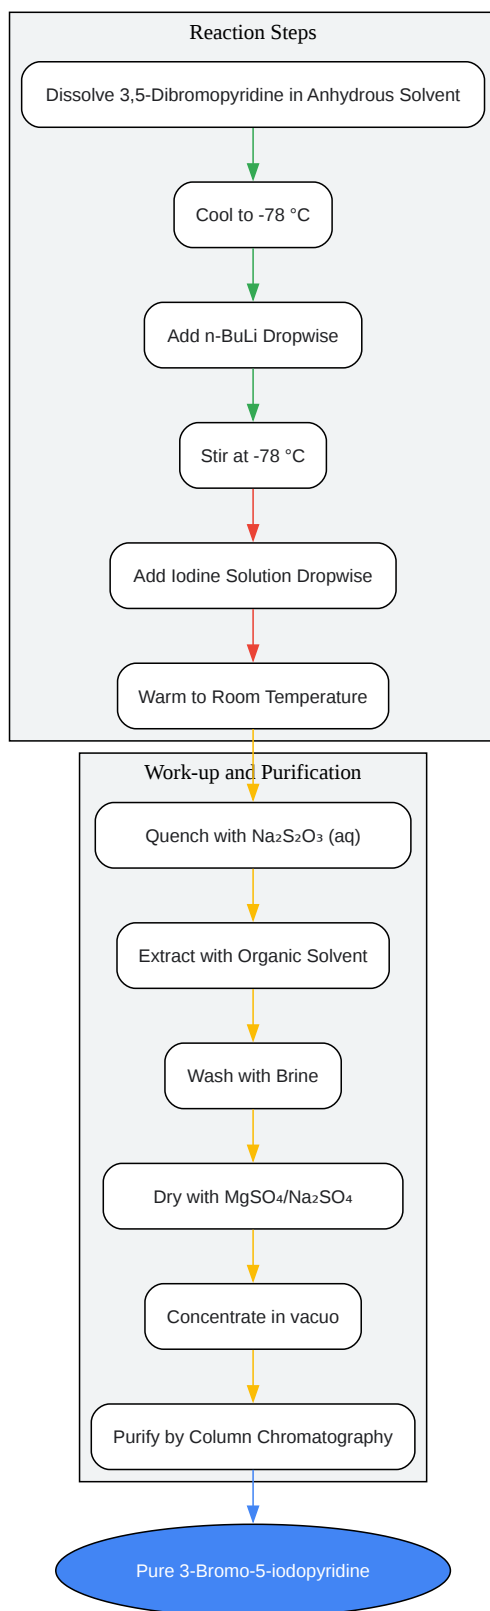 Reaction Steps
Dissolve 3,5-Dibromopyridine in Anhydrous Solvent
Cool to -78 °C
Add n-BuLi Dropwise
Stir at -78 °C
Add Iodine Solution Dropwise
Warm to Room Temperature
Work-up and Purification
Quench with Na₂S₂O₃ (aq)
Extract with Organic Solvent
Wash with Brine
Dry with MgSO₄/Na₂SO₄
Concentrate in vacuo
Purify by Column Chromatography
Pure 3-Bromo-5-iodopyridine